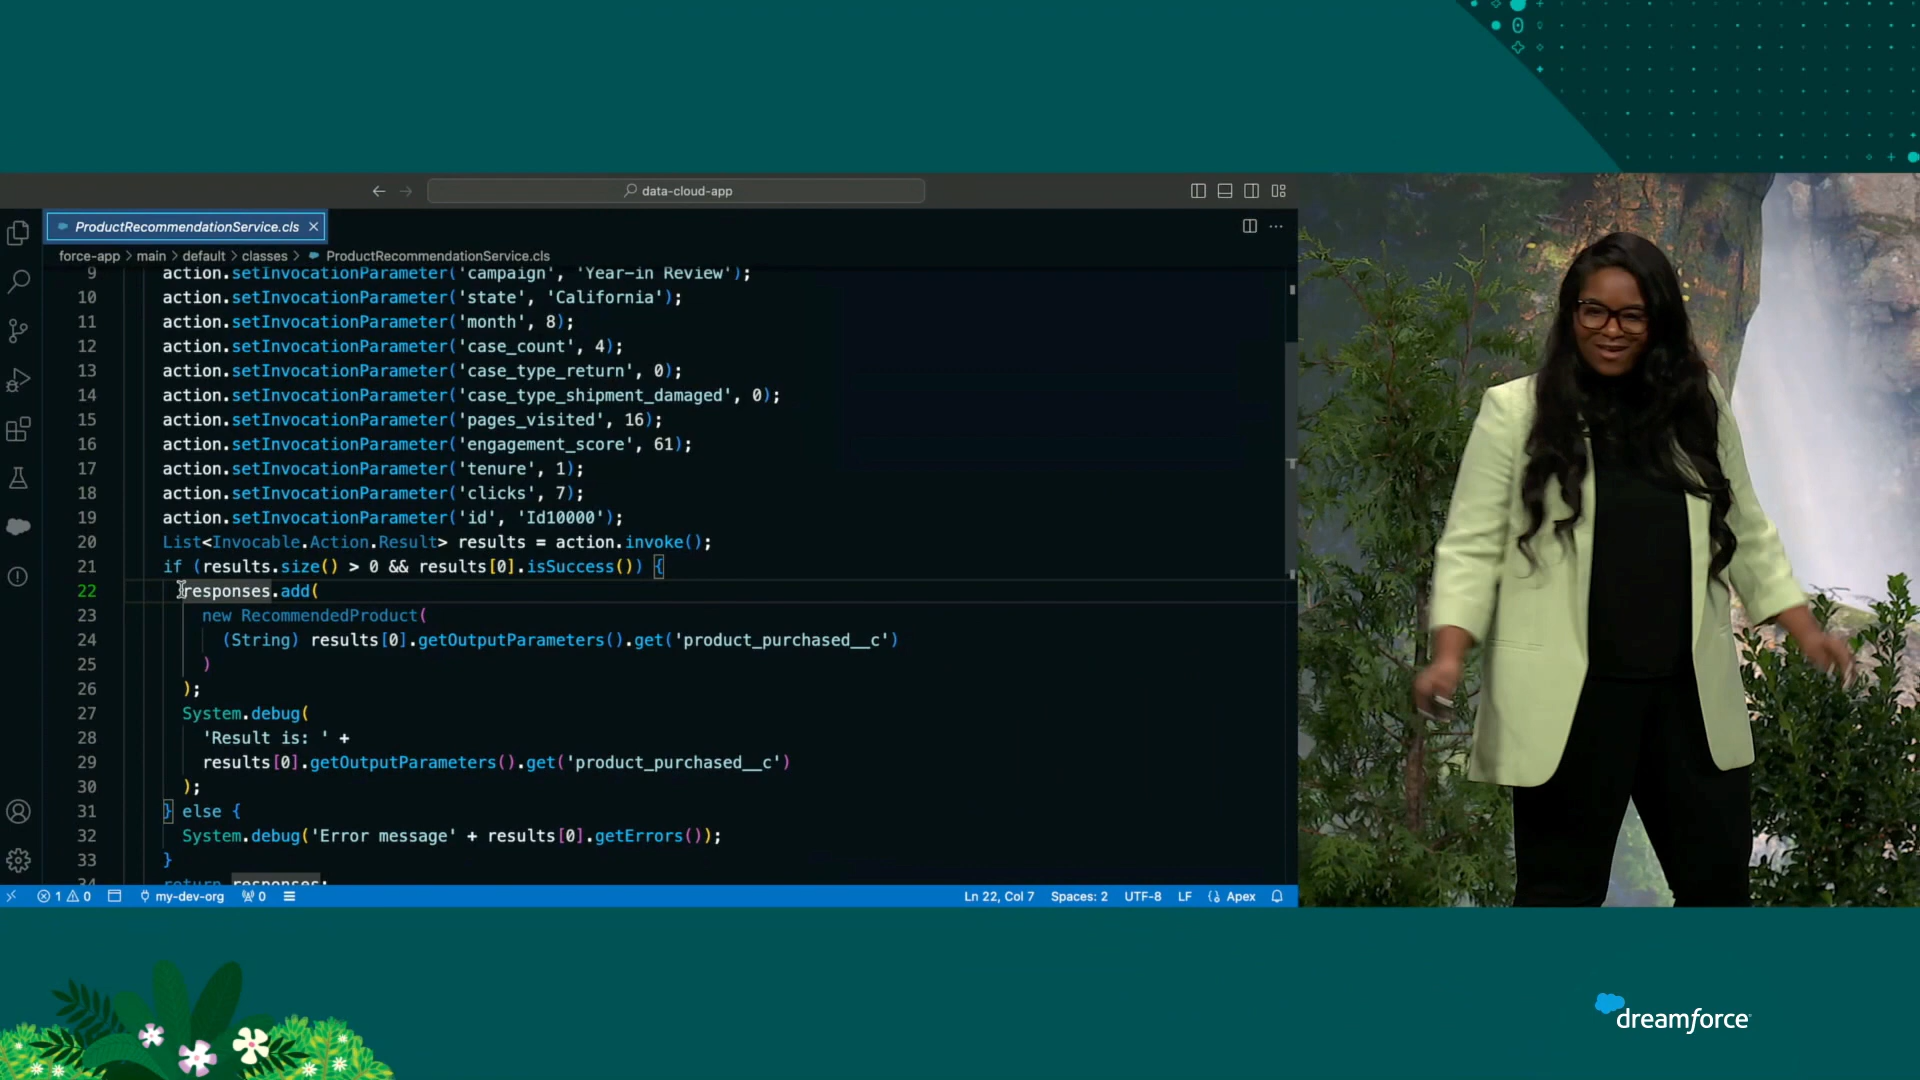 data-cloud-app
ProductRecommendationService.cls
force-app > main > default > classes > ProductRecommendationService.cls
9 action.setInvocationParameter('campaign', 'Year-in Review');
10 action.setInvocationParameter('state', 'California');
11 action.setInvocationParameter('month', 8);
12 action.setInvocationParameter('case_count', 4);
13 action.setInvocationParameter('case_type_return', 0);
14 action.setInvocationParameter('case_type_shipment_damaged', 0);
15 action.setInvocationParameter('pages_visited', 16);
16 action.setInvocationParameter('engagement_score', 61);
17 action.setInvocationParameter('tenure', 1);
18 action.setInvocationParameter('clicks', 7);
19 action.setInvocationParameter('id', 'Id10000');
20 List<Invocable.Action.Result> results = action.invoke();
21 if (results.size() > 0 && results[0].isSuccess()) {
22 responses.add(
23 new RecommendedProduct(
24 (String) results[0].getOutputParameters().get('product_purchased__c')
25 )
26 );
27 System.debug(
28 'Result is: ' +
29 results[0].getOutputParameters().get('product_purchased__c')
30 );
31 } else {
32 System.debug('Error message' + results[0].getErrors());
33 }
34 return responses;
1 0 my-dev-org 0 Ln 22, Col 7 Spaces: 2 UTF-8 LF Apex
dreamforce